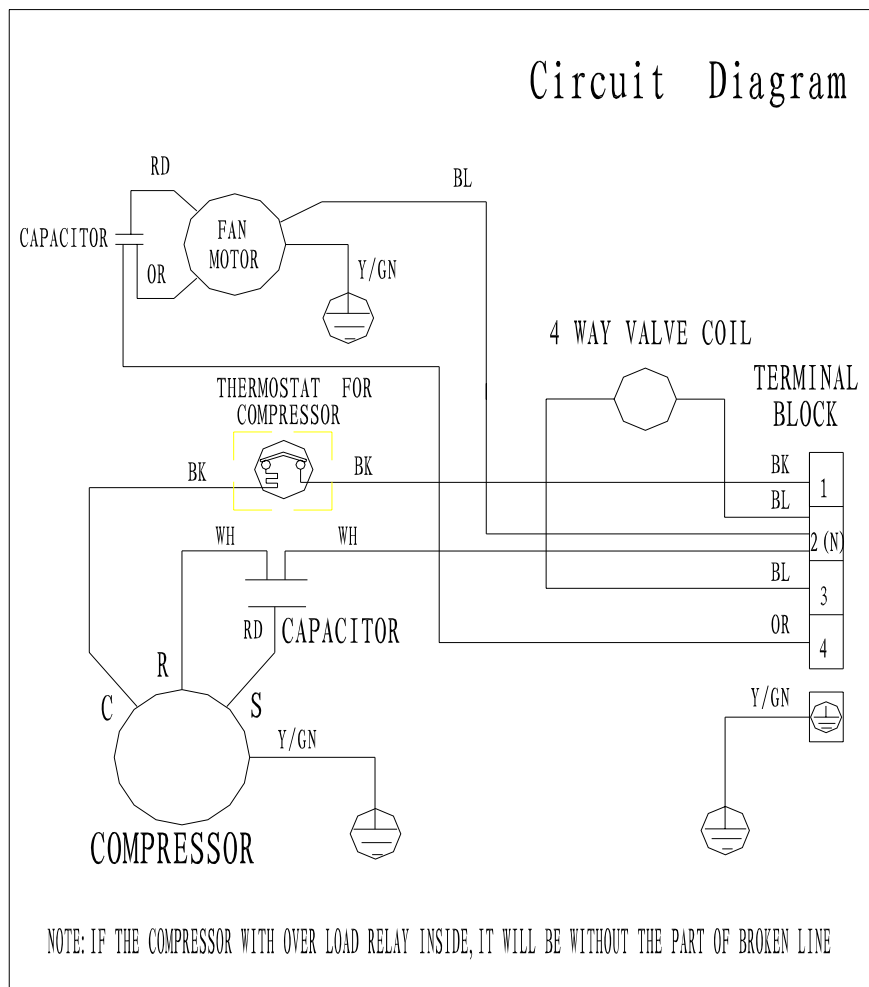 Circuit Diagram
RD
BL
CAPACITOR
FAN
MOTOR
OR
Y/GN
4 WAY VALVE COIL
THERMOSTAT FOR
COMPRESSOR
TERMINAL
BLOCK
BK
BK
BK
1
BL
WH
WH
2(N)
BL
3
RD
CAPACITOR
OR
4
R
C
S
Y/GN
Y/GN
COMPRESSOR
NOTE: IF THE COMPRESSOR WITH OVER LOAD RELAY INSIDE, IT WILL BE WITHOUT THE PART OF BROKEN LINE